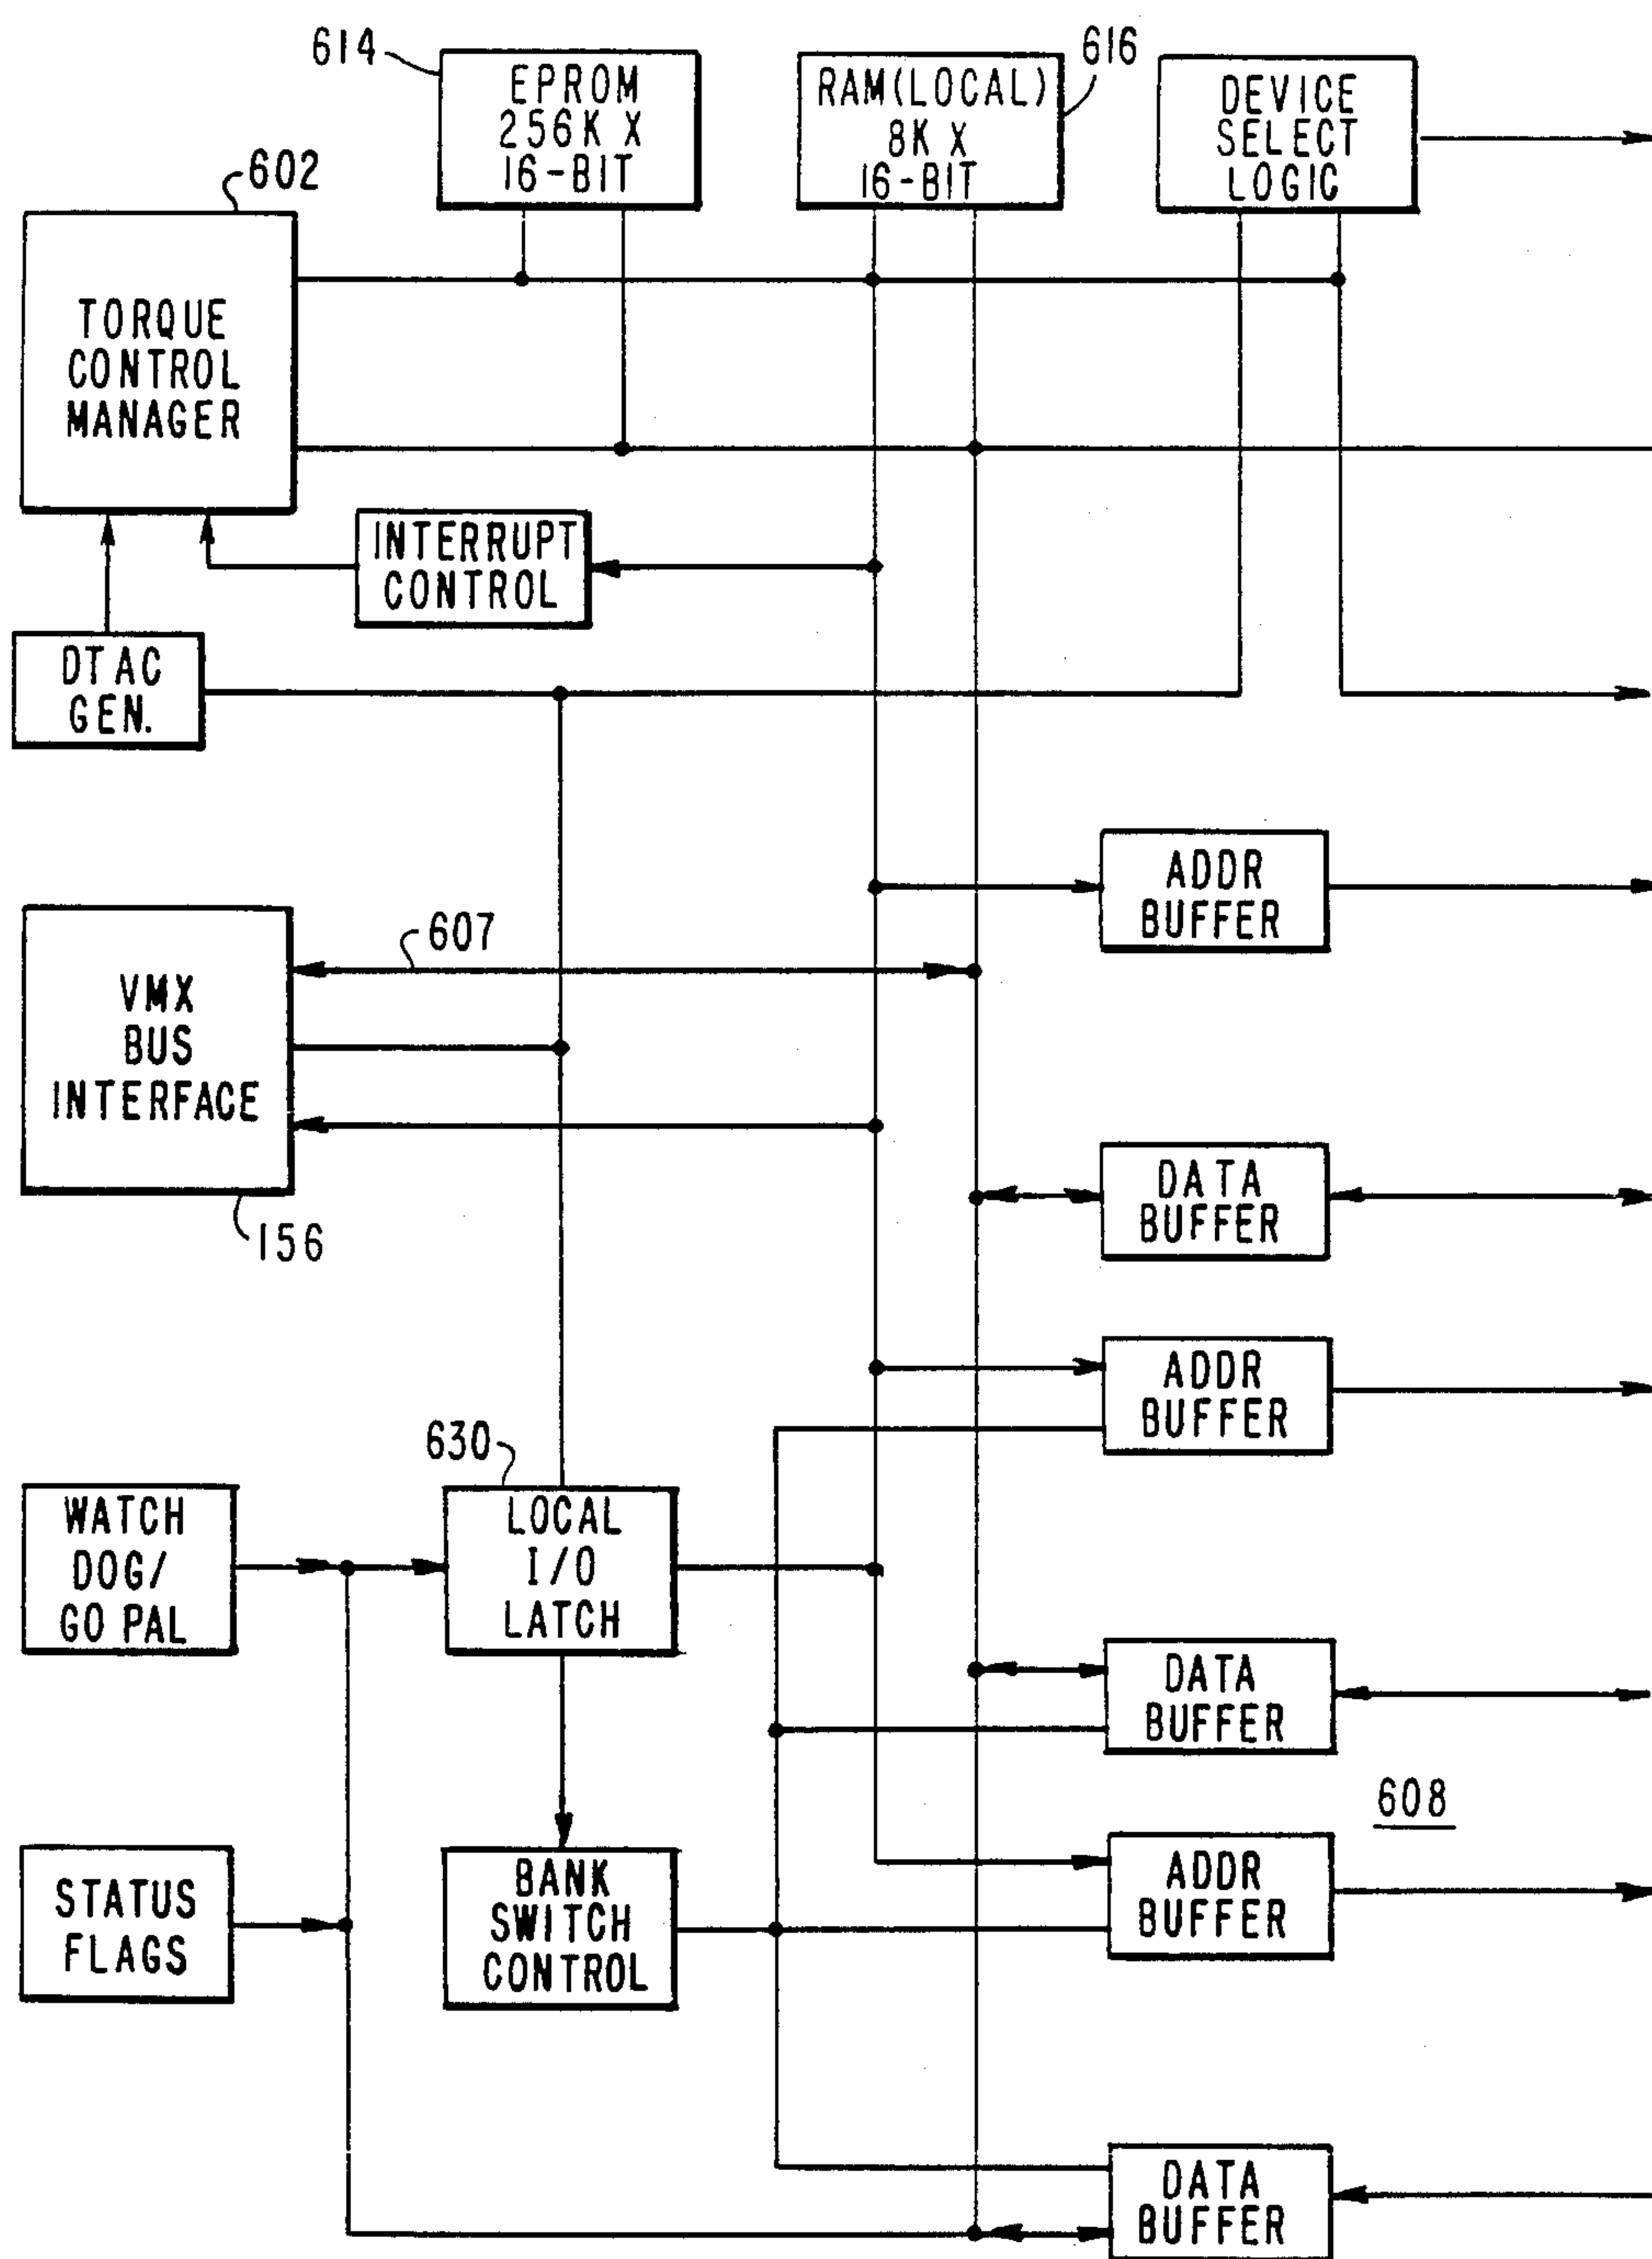 614
EPROM
256K X
16-BIT
RAM(LOCAL)
8K X
16-BIT
616
DEVICE
SELECT
LOGIC
602
TORQUE
CONTROL
MANAGER
INTERRUPT
CONTROL
DTAC
GEN.
ADDR
BUFFER
607
VMX
BUS
INTERFACE
156
DATA
BUFFER
ADDR
BUFFER
630
WATCH
DOG/
GO PAL
LOCAL
I/O
LATCH
DATA
BUFFER
608
STATUS
FLAGS
BANK
SWITCH
CONTROL
ADDR
BUFFER
DATA
BUFFER